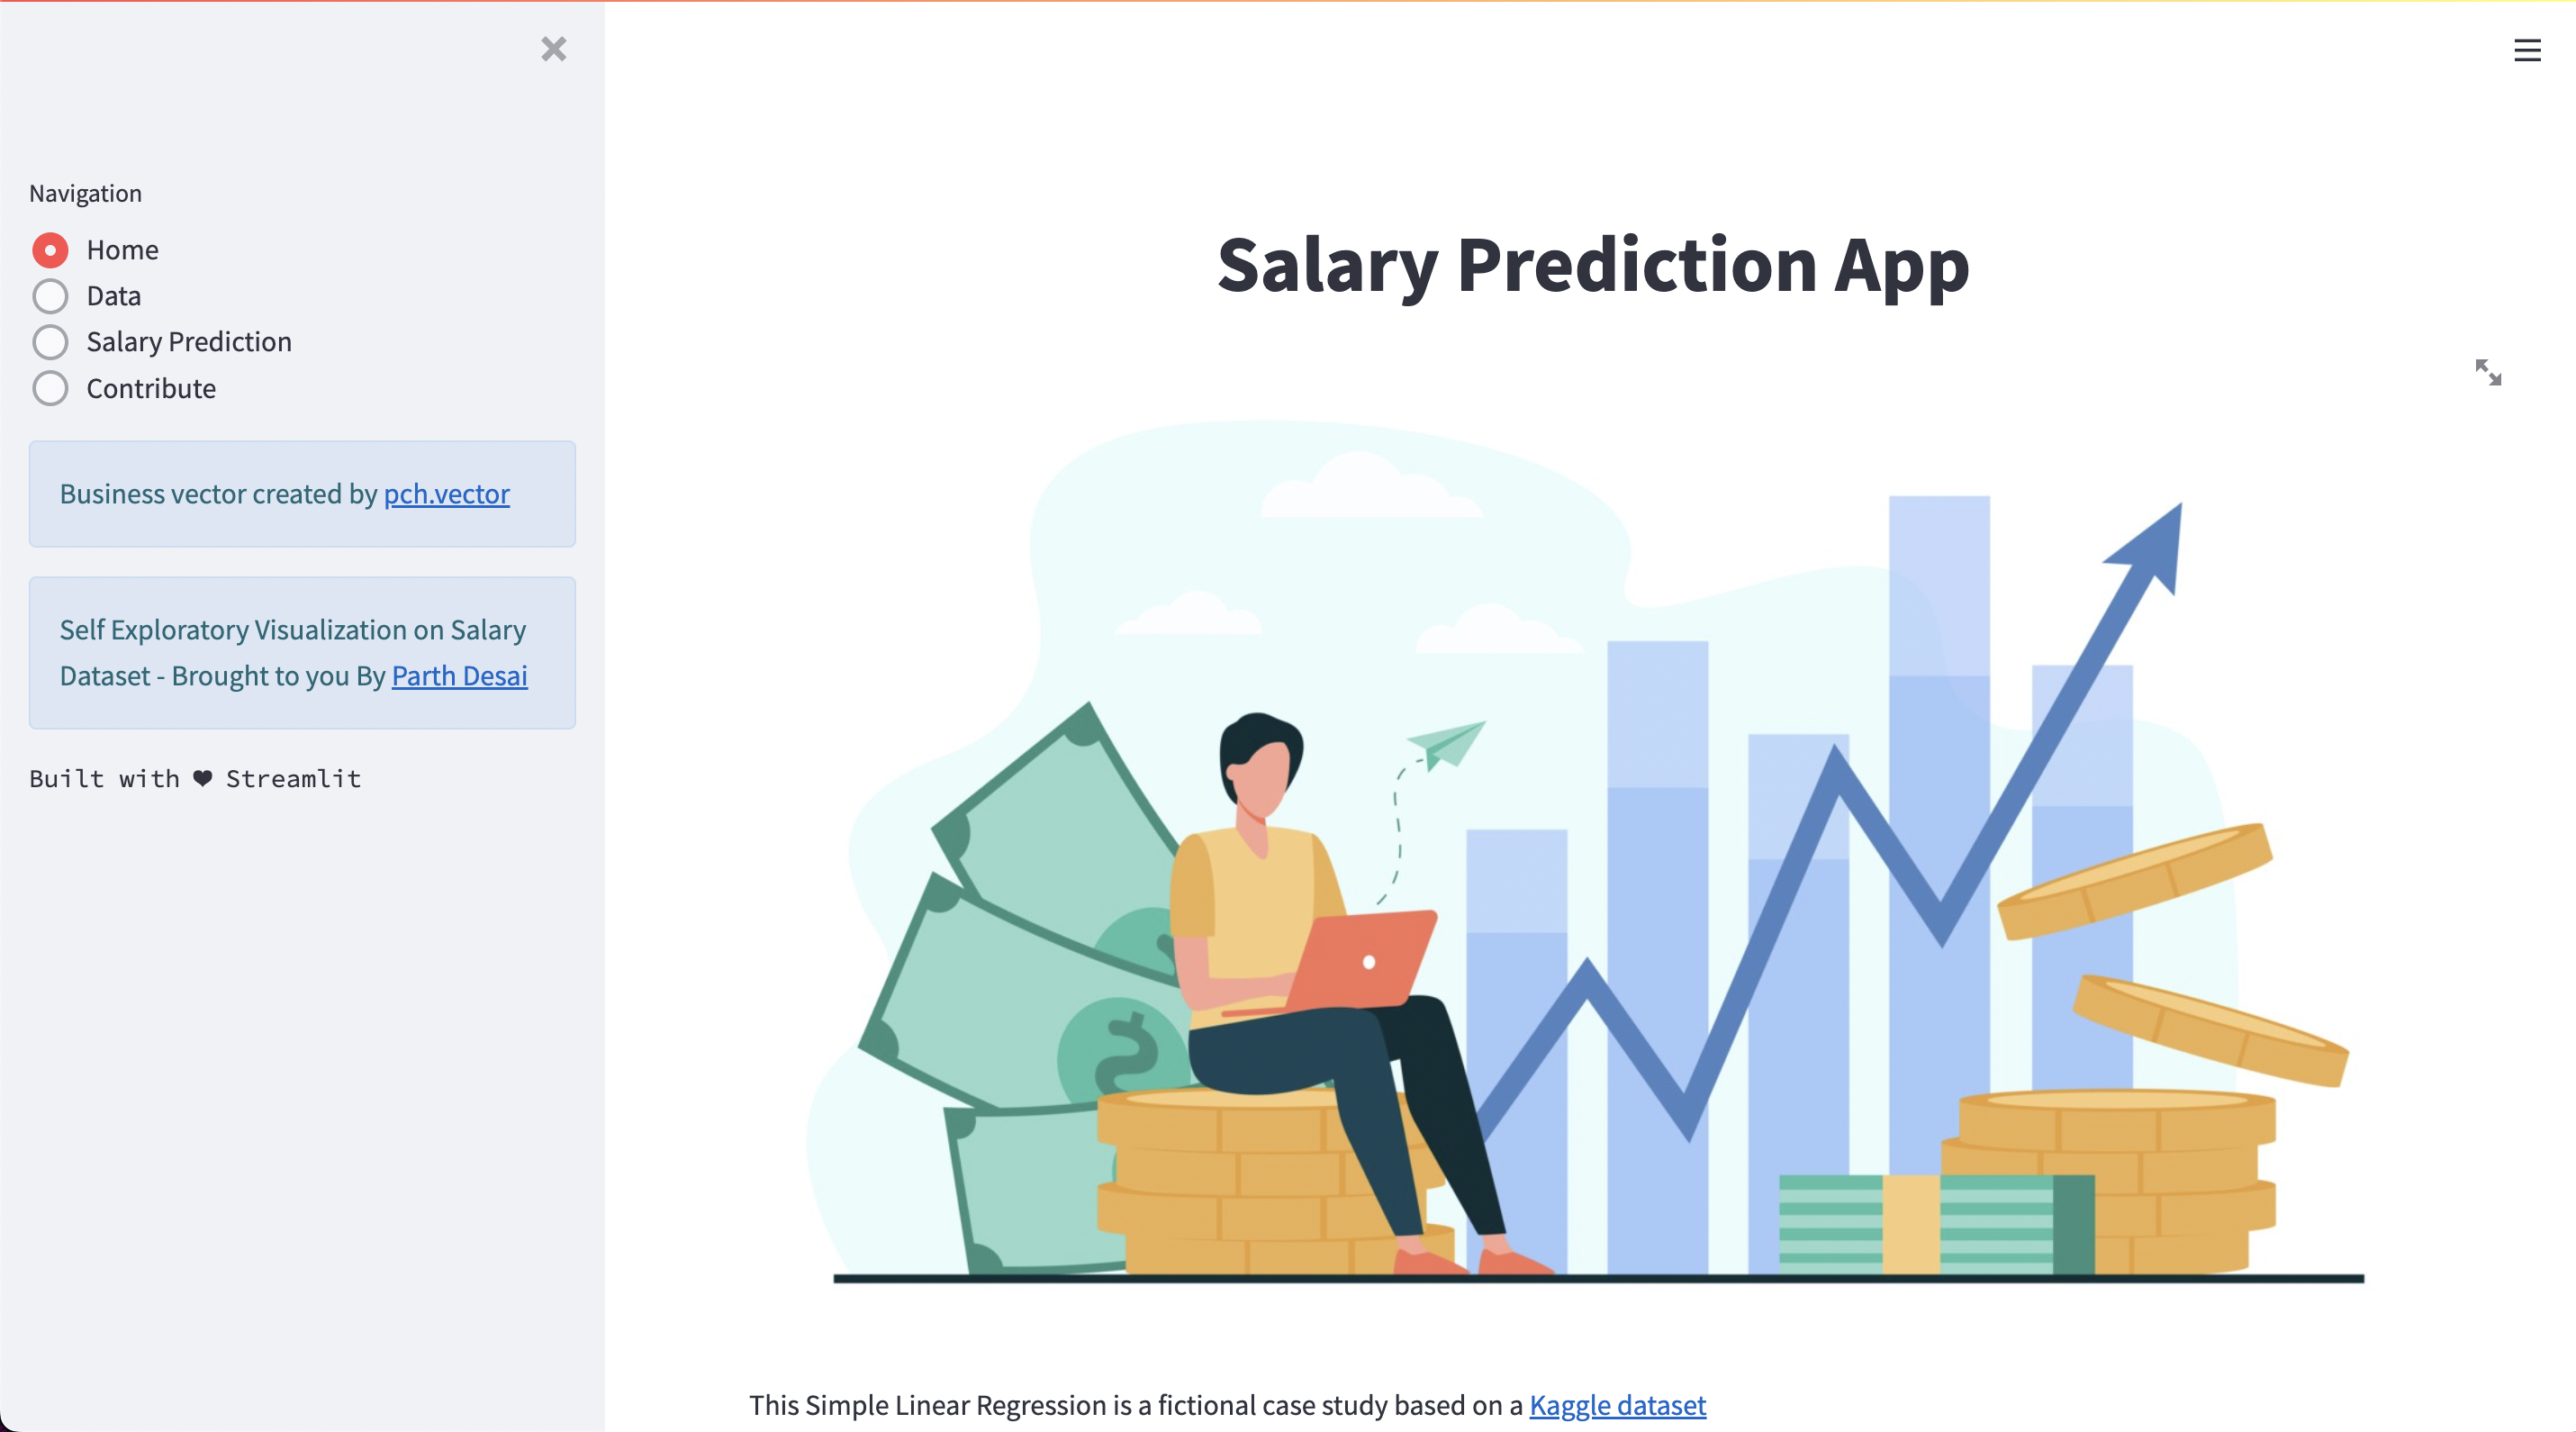 Navigation
Home
Data
Salary Prediction
Contribute
Business vector created by pch.vector
Self Exploratory Visualization on Salary
Dataset - Brought to you By Parth Desai
Built with ❤ Streamlit
Salary Prediction App
$
This Simple Linear Regression is a fictional case study based on a Kaggle dataset